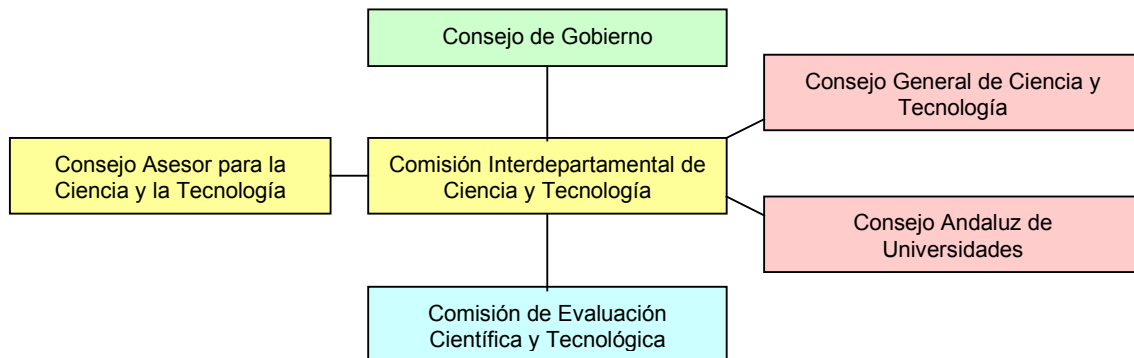 Consejo de Gobierno
Consejo General de Ciencia y
Tecnología
Consejo Asesor para la
Ciencia y la Tecnología
Comisión Interdepartamental de
Ciencia y Tecnología
Consejo Andaluz de
Universidades
Comisión de Evaluación
Científica y Tecnológica